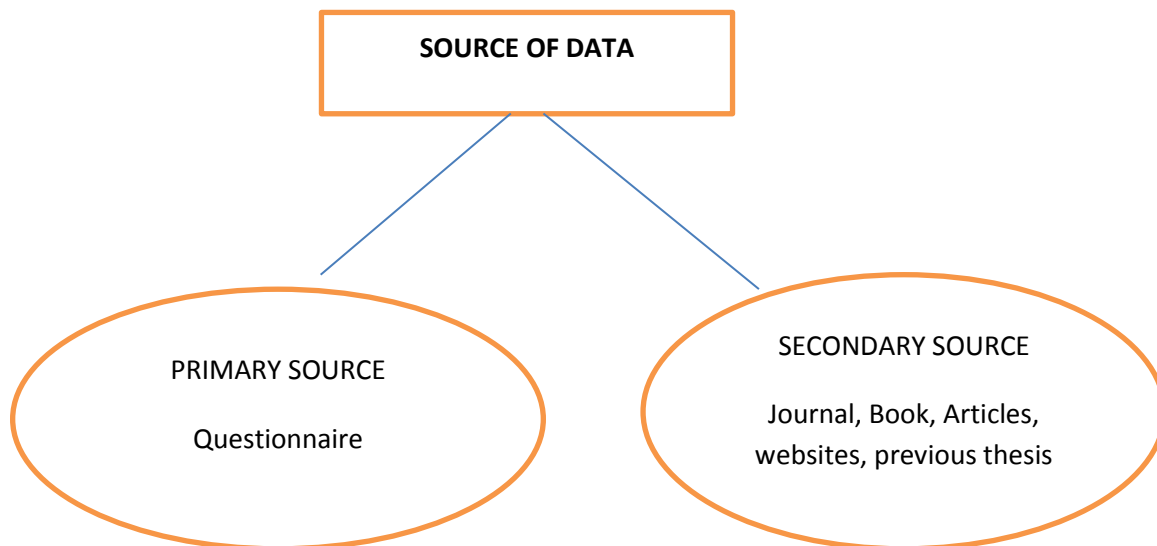 SOURCE OF DATA
PRIMARY SOURCE
Questionnaire
SECONDARY SOURCE
Journal, Book, Articles,
websites, previous thesis